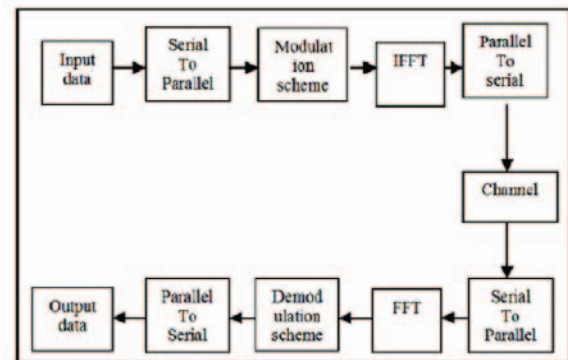 Input
data
Serial
To
Parallel
Modulat
ion
scheme
IFFT
Parallel
To
serial
Channel
Serial
To
Parallel
FFT
Demod
ulation
scheme
Parallel
To
Serial
Output
data